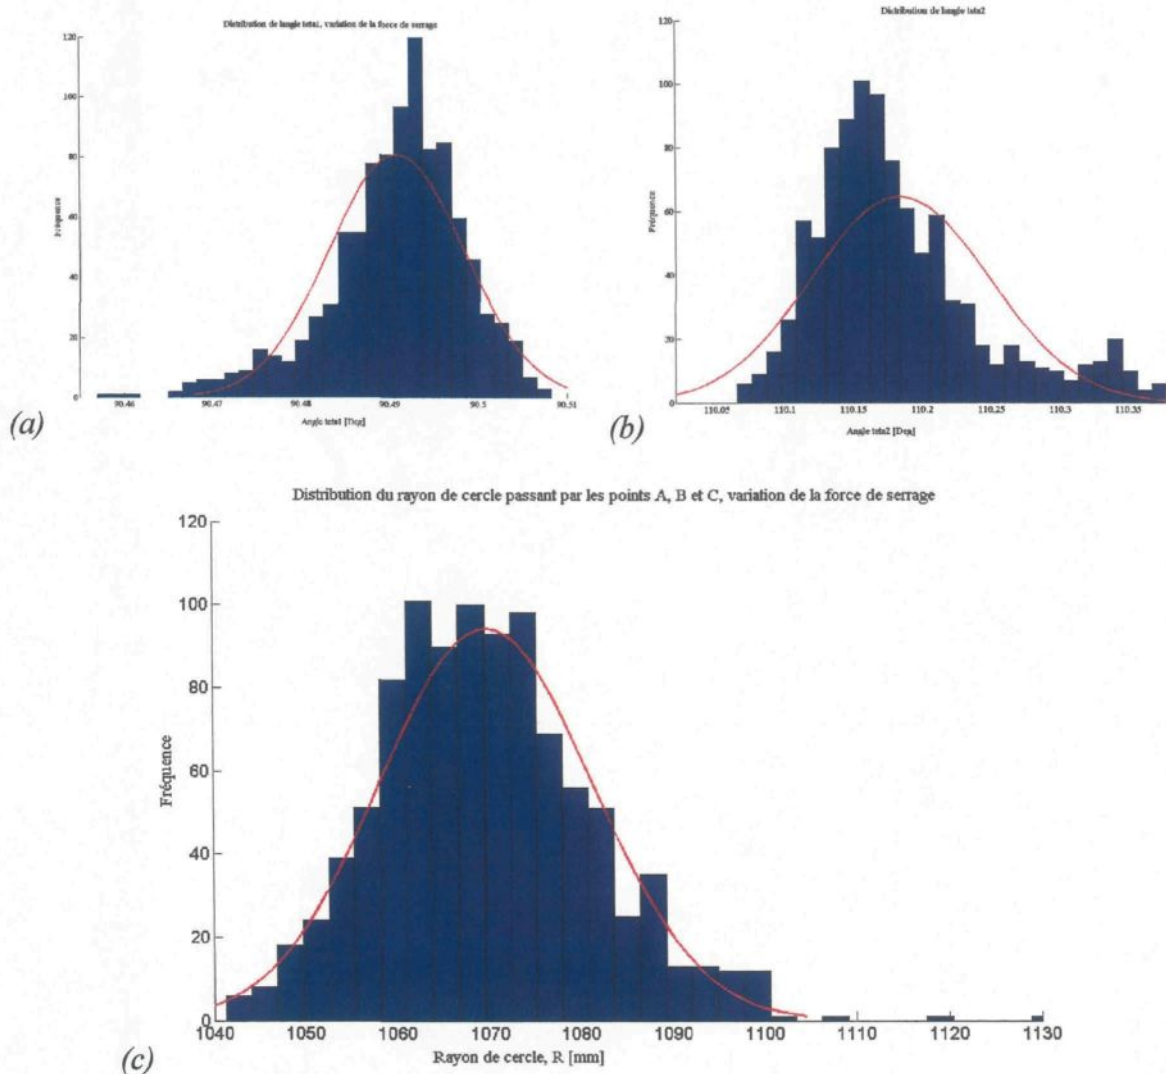 Distribution de langle teta1, variation de la force de serrage
120
100
80
60
40
20
0
Fréquence
90.46 90.47 90.48 90.49 90.5 90.51
Angle teta1 [Deg]
(a)
Distribution de langle teta2
120
100
80
60
40
20
0
Fréquence
110.05 110.1 110.15 110.2 110.25 110.3 110.35
Angle teta2 [Deg]
(b)
Distribution du rayon de cercle passant par les points A, B et C, variation de la force de serrage
120
100
80
60
40
20
0
Fréquence
1040 1050 1060 1070 1080 1090 1100 1110 1120 1130
Rayon de cercle, R [mm]
(c)